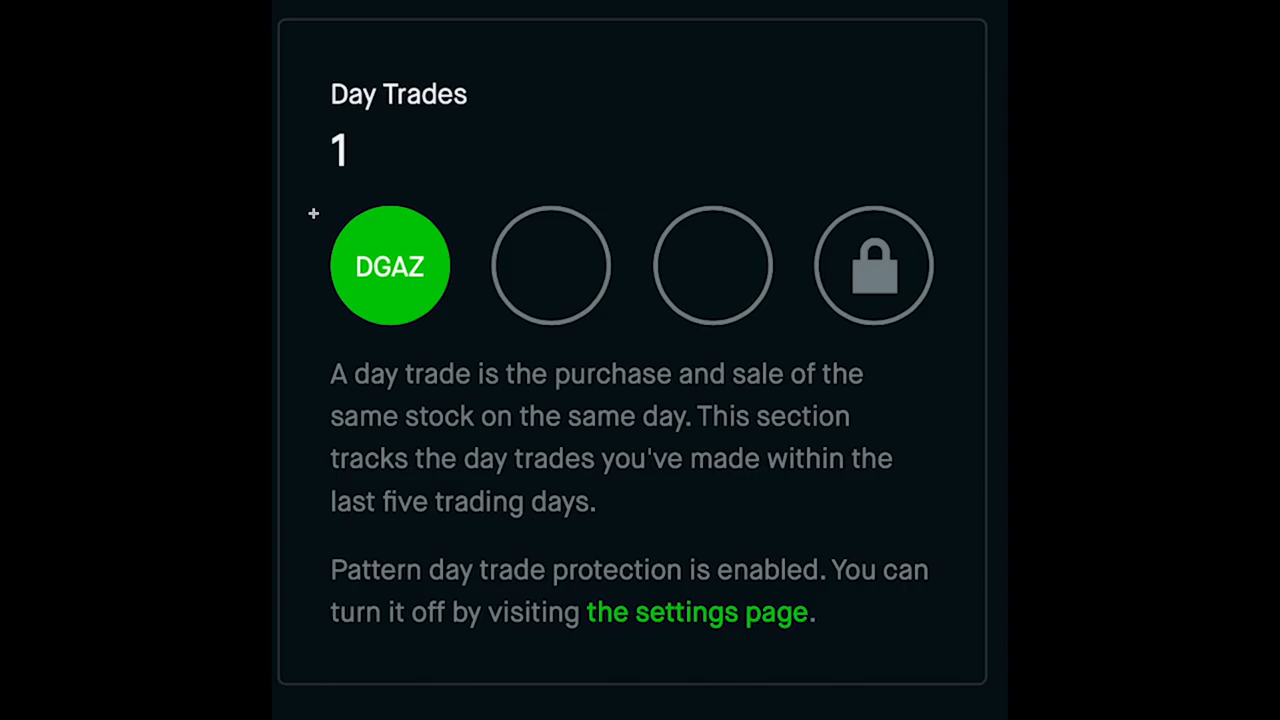 Day Trades
1
DGAZ
A day trade is the purchase and sale of the
same stock on the same day. This section
tracks the day trades you've made within the
last five trading days.
Pattern day trade protection is enabled. You can
turn it off by visiting the settings page.